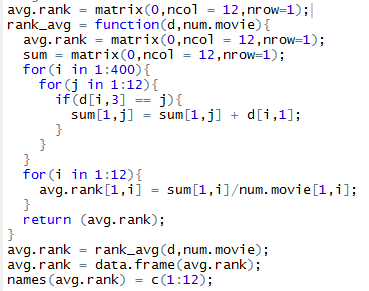 avg.rank = matrix(0,ncol = 12,nrow=1);
rank_avg = function(d,num.movie){
  avg.rank = matrix(0,ncol = 12,nrow=1);
  sum = matrix(0,ncol = 12,nrow=1);
  for(i in 1:400){
    for(j in 1:12){
      if(d[i,3] == j){
        sum[1,j] = sum[1,j] + d[i,1];
      }
    }
  }
  for(i in 1:12){
    avg.rank[1,i] = sum[1,i]/num.movie[1,i];
  }
  return (avg.rank);
}
avg.rank = rank_avg(d,num.movie);
avg.rank = data.frame(avg.rank);
names(avg.rank) = c(1:12);